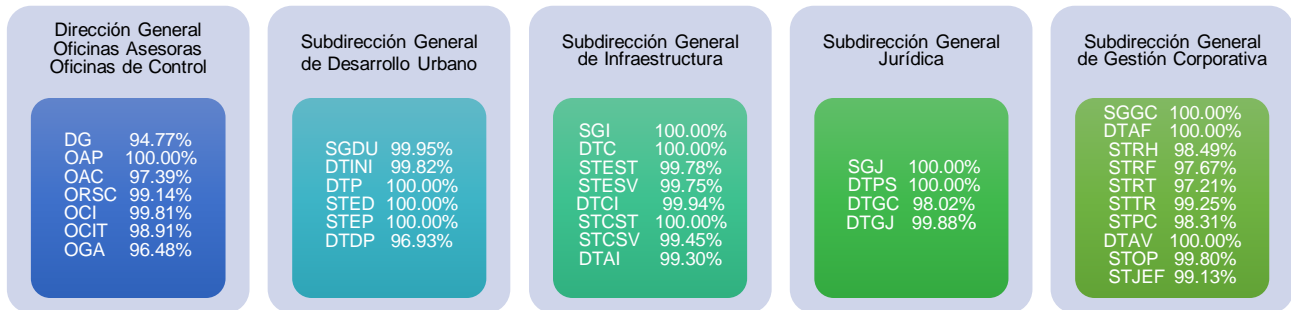 Dirección General
Oficinas Asesoras
Oficinas de Control
DG 94.77%
OAP 100.00%
OAC 97.39%
ORSC 99.14%
OCI 99.81%
OCIT 98.91%
OGA 96.48%
Subdirección General
de Desarrollo Urbano
SGDU 99.95%
DTINI 99.82%
DTP 100.00%
STED 100.00%
STEP 100.00%
DTDP 96.93%
Subdirección General
de Infraestructura
SGI 100.00%
DTC 100.00%
STEST 99.78%
STESV 99.75%
DTCI 99.94%
STCST 100.00%
STCSV 99.45%
DTAI 99.30%
Subdirección General
Jurídica
SGJ 100.00%
DTPS 100.00%
DTGC 98.02%
DTGJ 99.88%
Subdirección General
de Gestión Corporativa
SGGC 100.00%
DTAF 100.00%
STRH 98.49%
STRF 97.67%
STRT 97.21%
STTR 99.25%
STPC 98.31%
DTAV 100.00%
STOP 99.80%
STJEF 99.13%